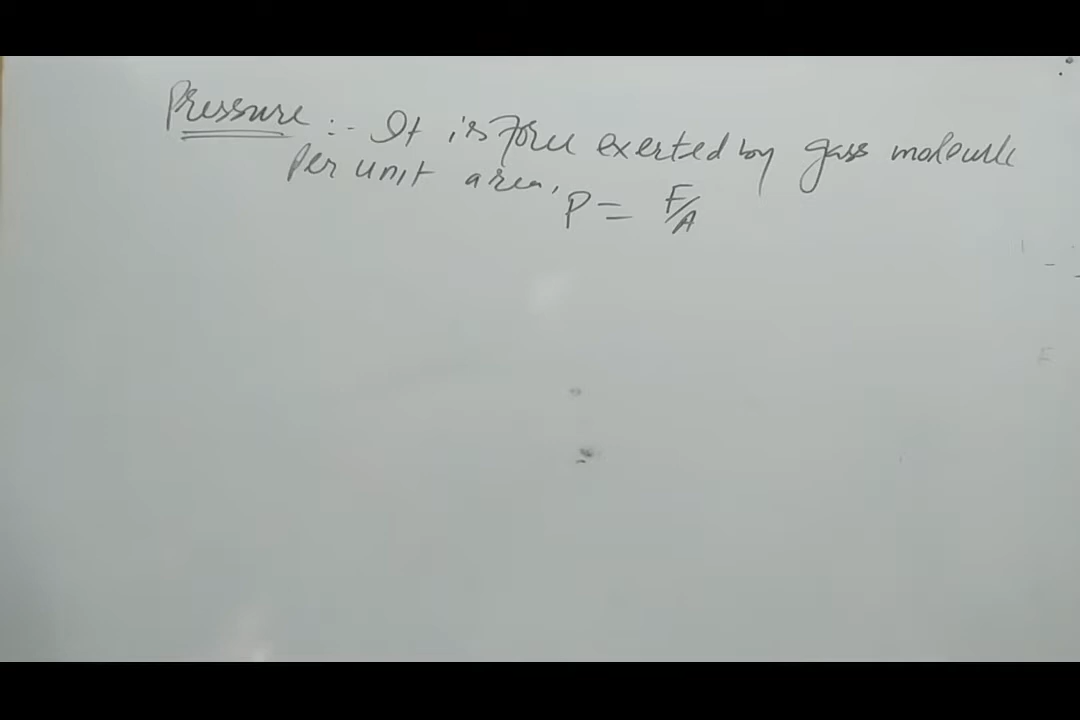 Pressure :- It is force exerted by gass molecule
Per unit area,
P = F/A